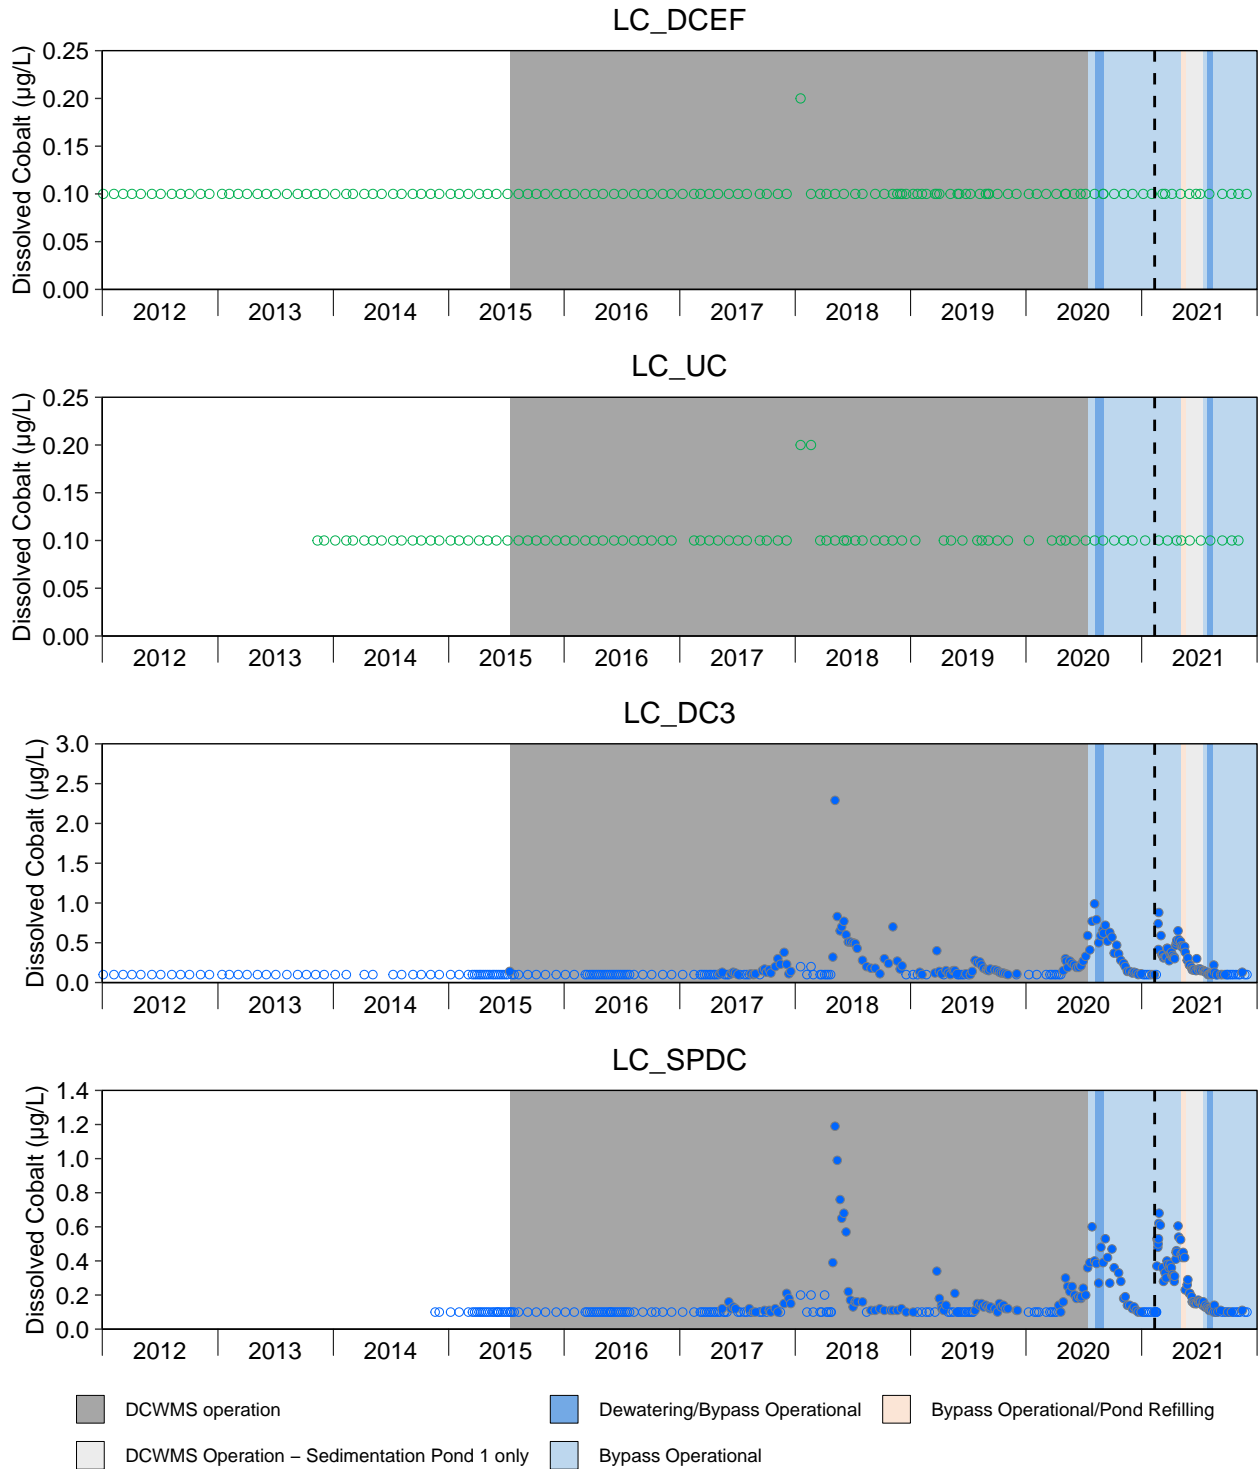 LC_DCEF
Dissolved Cobalt (µg/L)
0.25
0.20
0.15
0.10
0.05
0.00
2012 2013 2014 2015 2016 2017 2018 2019 2020 2021
LC_UC
Dissolved Cobalt (µg/L)
0.25
0.20
0.15
0.10
0.05
0.00
2012 2013 2014 2015 2016 2017 2018 2019 2020 2021
LC_DC3
Dissolved Cobalt (µg/L)
3.0
2.5
2.0
1.5
1.0
0.5
0.0
2012 2013 2014 2015 2016 2017 2018 2019 2020 2021
LC_SPDC
Dissolved Cobalt (µg/L)
1.4
1.2
1.0
0.8
0.6
0.4
0.2
0.0
2012 2013 2014 2015 2016 2017 2018 2019 2020 2021
DCWMS operation Dewatering/Bypass Operational Bypass Operational/Pond Refilling
DCWMS Operation – Sedimentation Pond 1 only Bypass Operational